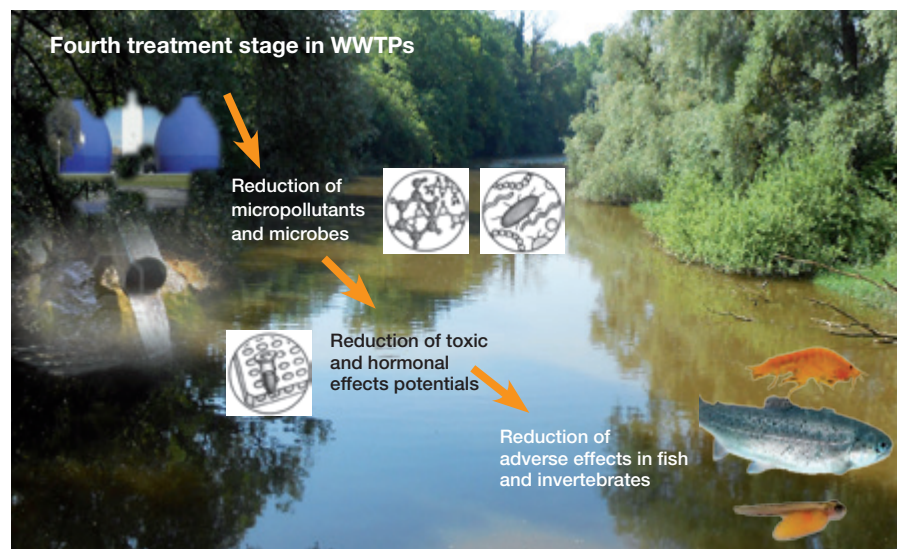 Fourth treatment stage in WWTPs
Reduction of
micropollutants
and microbes
Reduction of toxic
and hormonal
effects potentials
Reduction of
adverse effects in fish
and invertebrates